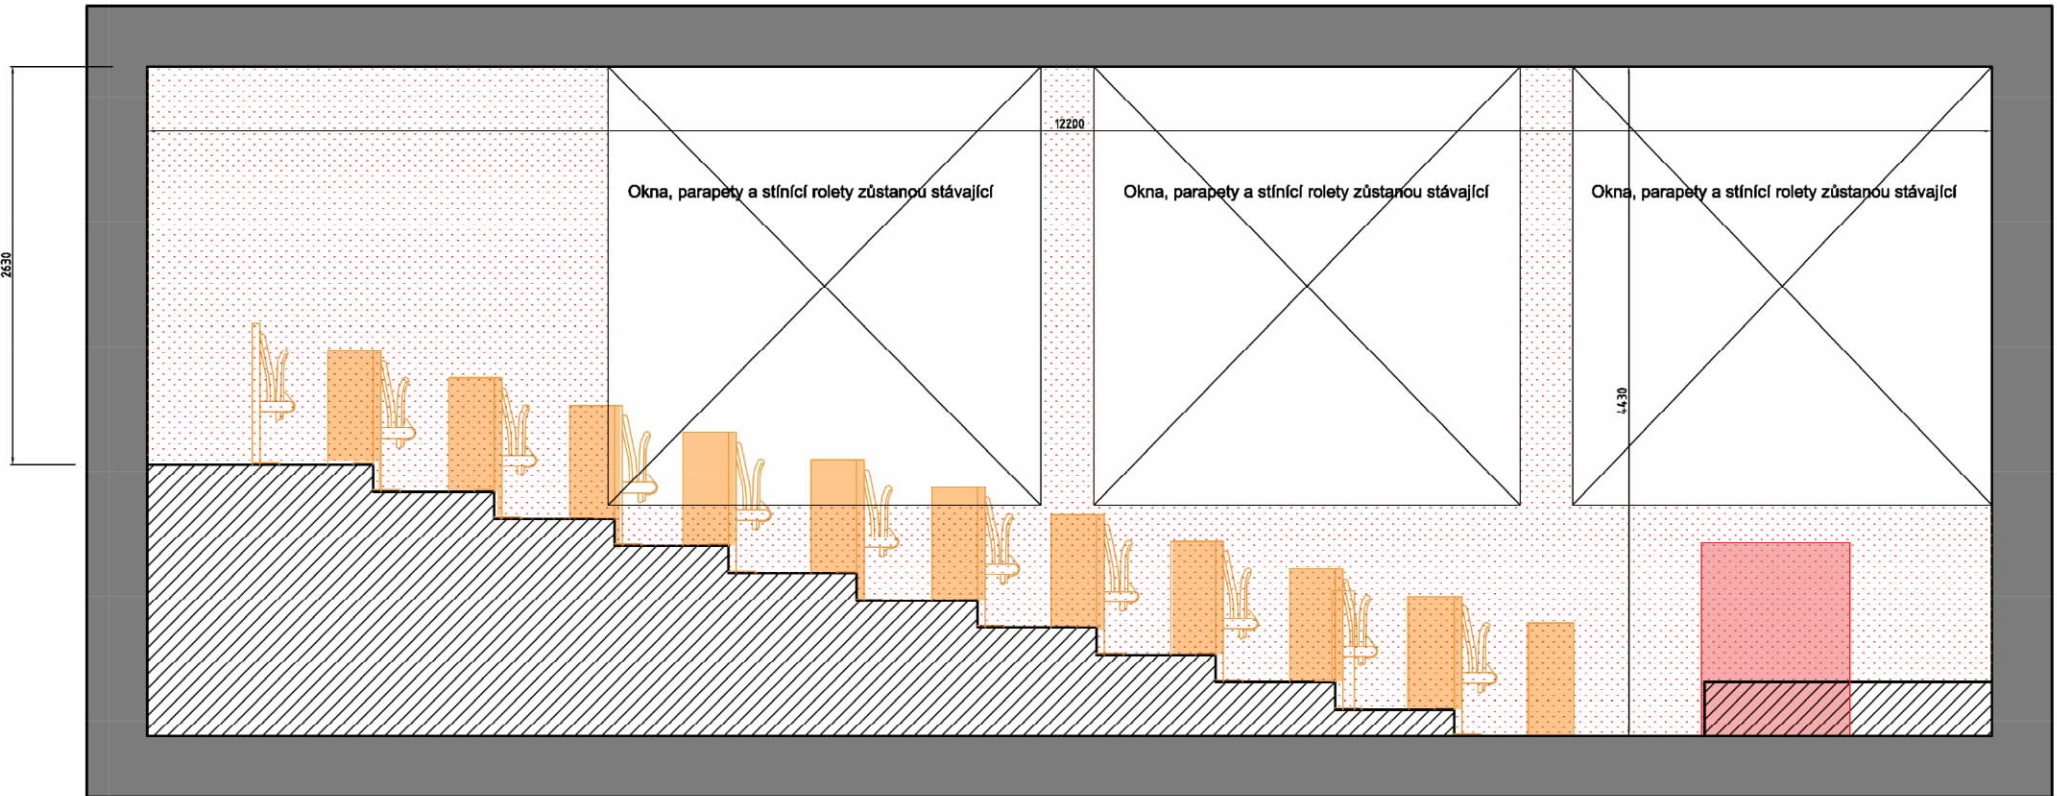 12200
Okna, parapety a stínící rolety zůstanou stávající
Okna, parapety a stínící rolety zůstanou stávající
Okna, parapety a stínící rolety zůstanou stávající
2630
4430